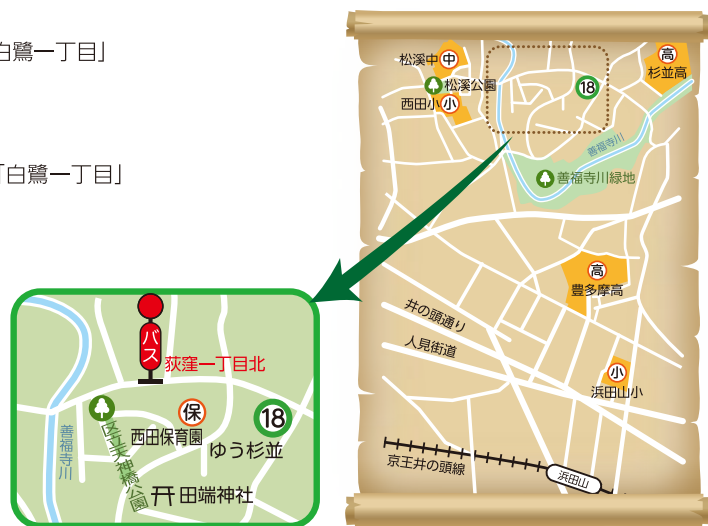 白鷺一丁目」
「白鷺一丁目」
松溪中 中
高
杉並高
松溪公園
18
西田小 小
善福寺川
善福寺川緑地
高
豊多摩高
井の頭通り
人見街道
小
浜田山小
京王井の頭線
浜田山
バス
荻窪一丁目北
保
西田保育園
18
ゆう杉並
善福寺川
区立天神橋公園
田端神社